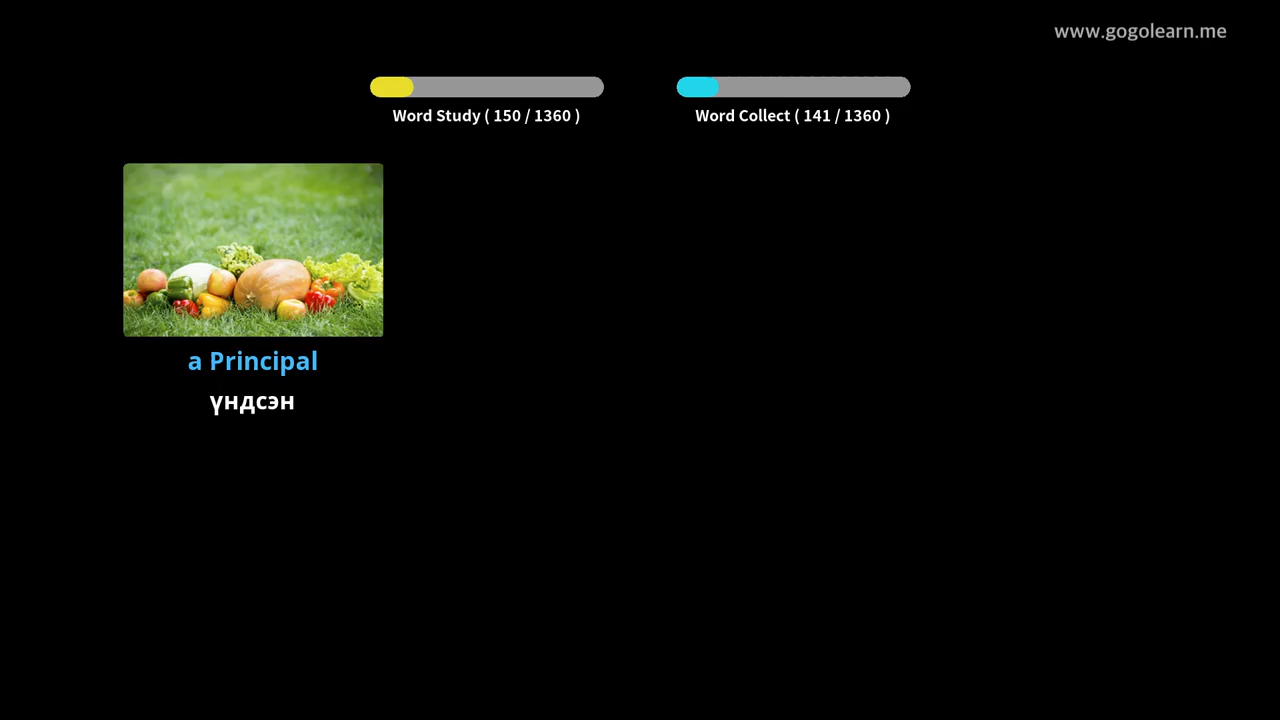 www.gogolearn.me
Word Study ( 150 / 1360 )
Word Collect ( 141 / 1360 )
a Principal
үндсэн